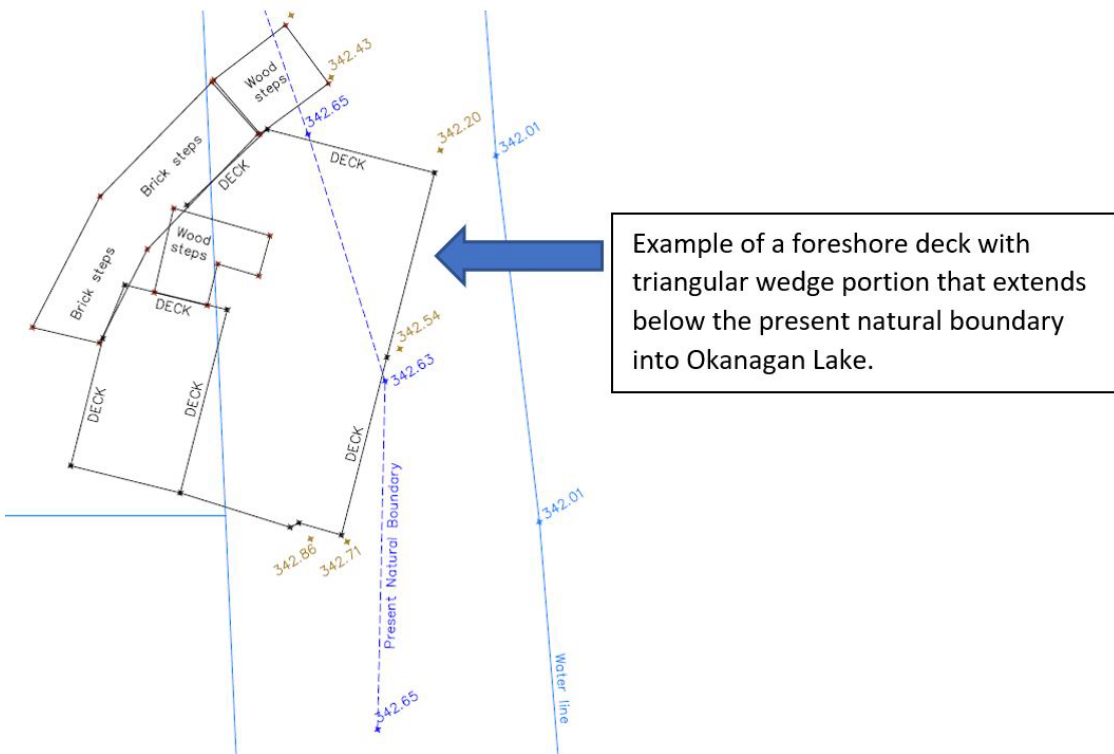 342.43
Wood
steps
342.65
342.20
342.01
DECK
Brick steps
DECK
Wood
steps
Brick steps
DECK
Example of a foreshore deck with
triangular wedge portion that extends
below the present natural boundary
into Okanagan Lake.
342.54
342.63
DECK
DECK
DECK
Present Natural Boundary
342.01
342.86
342.71
342.65
Water line